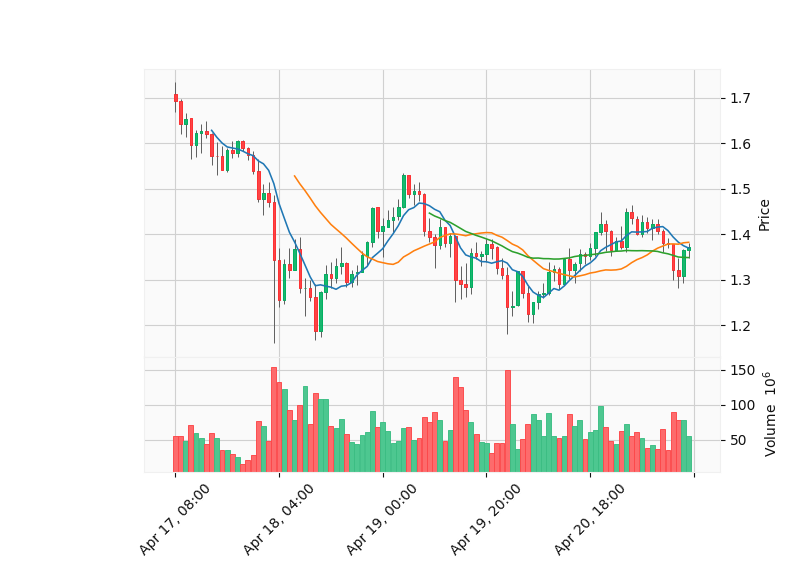 1.7
1.6
1.5
1.4
1.3
1.2
Price
150
100
50
Volume 10^6
Apr 17, 08:00
Apr 18, 04:00
Apr 19, 00:00
Apr 19, 20:00
Apr 20, 18:00